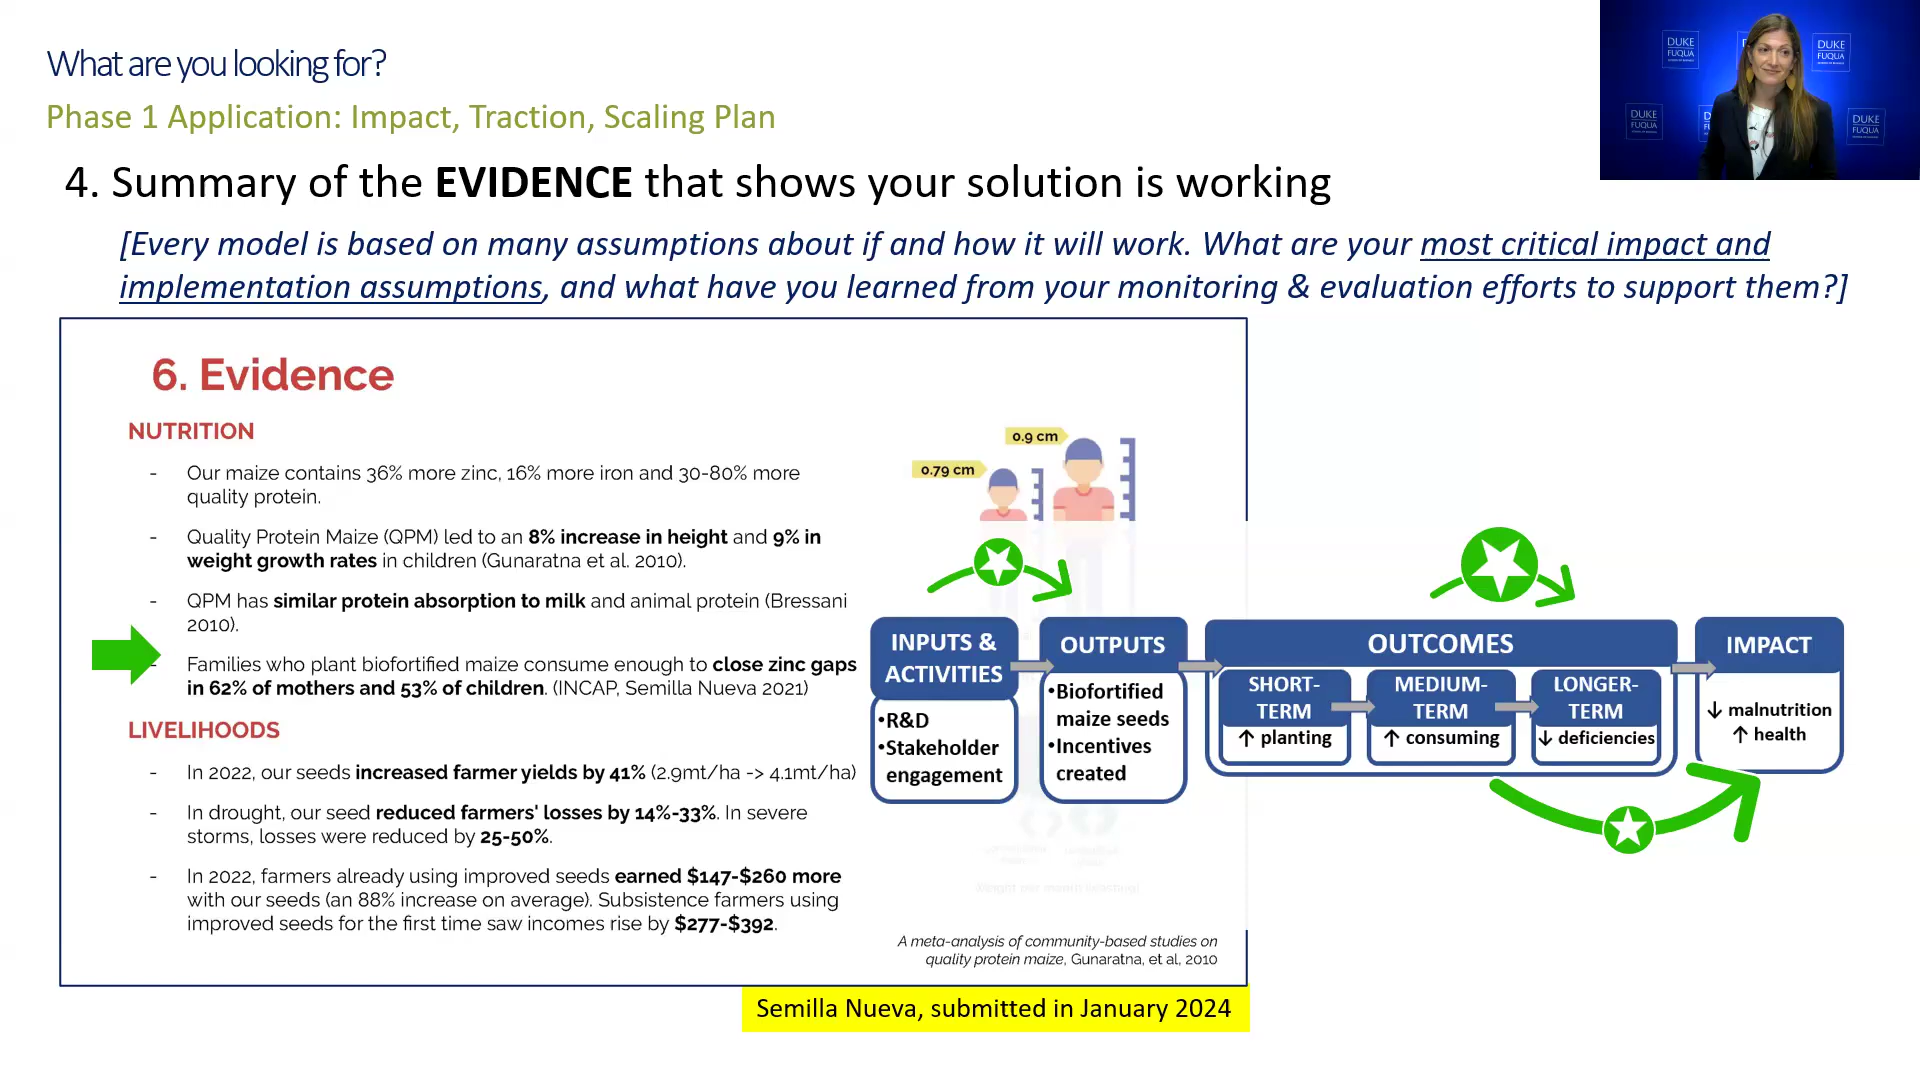 What are you looking for?
Phase 1 Application: Impact, Traction, Scaling Plan
4. Summary of the EVIDENCE that shows your solution is working
[Every model is based on many assumptions about if and how it will work. What are your most critical impact and
implementation assumptions, and what have you learned from your monitoring & evaluation efforts to support them?]
DUKE
FUQUA
DUKE
FUQUA
DUKE
FUQUA
DUKE
FUQUA
6. Evidence
NUTRITION
- Our maize contains 36% more zinc, 16% more iron and 30-80% more
quality protein.
- Quality Protein Maize (QPM) led to an 8% increase in height and 9% in
weight growth rates in children (Gunaratna et al. 2010).
- QPM has similar protein absorption to milk and animal protein (Bressani
2010).
- Families who plant biofortified maize consume enough to close zinc gaps
in 62% of mothers and 53% of children. (INCAP, Semilla Nueva 2021)
LIVELIHOODS
- In 2022, our seeds increased farmer yields by 41% (2.9mt/ha -> 4.1mt/ha)
- In drought, our seed reduced farmers' losses by 14%-33%. In severe
storms, losses were reduced by 25-50%.
- In 2022, farmers already using improved seeds earned $147-$260 more
with our seeds (an 88% increase on average). Subsistence farmers using
improved seeds for the first time saw incomes rise by $277-$392.
0.9 cm
0.79 cm
INPUTS &
ACTIVITIES
•R&D
•Stakeholder
engagement
OUTPUTS
•Biofortified
maize seeds
•Incentives
created
OUTCOMES
SHORT-
TERM
↑ planting
MEDIUM-
TERM
↑ consuming
LONGER-
TERM
↓ deficiencies
IMPACT
↓ malnutrition
↑ health
A meta-analysis of community-based studies on
quality protein maize, Gunaratna, et al, 2010
Semilla Nueva, submitted in January 2024